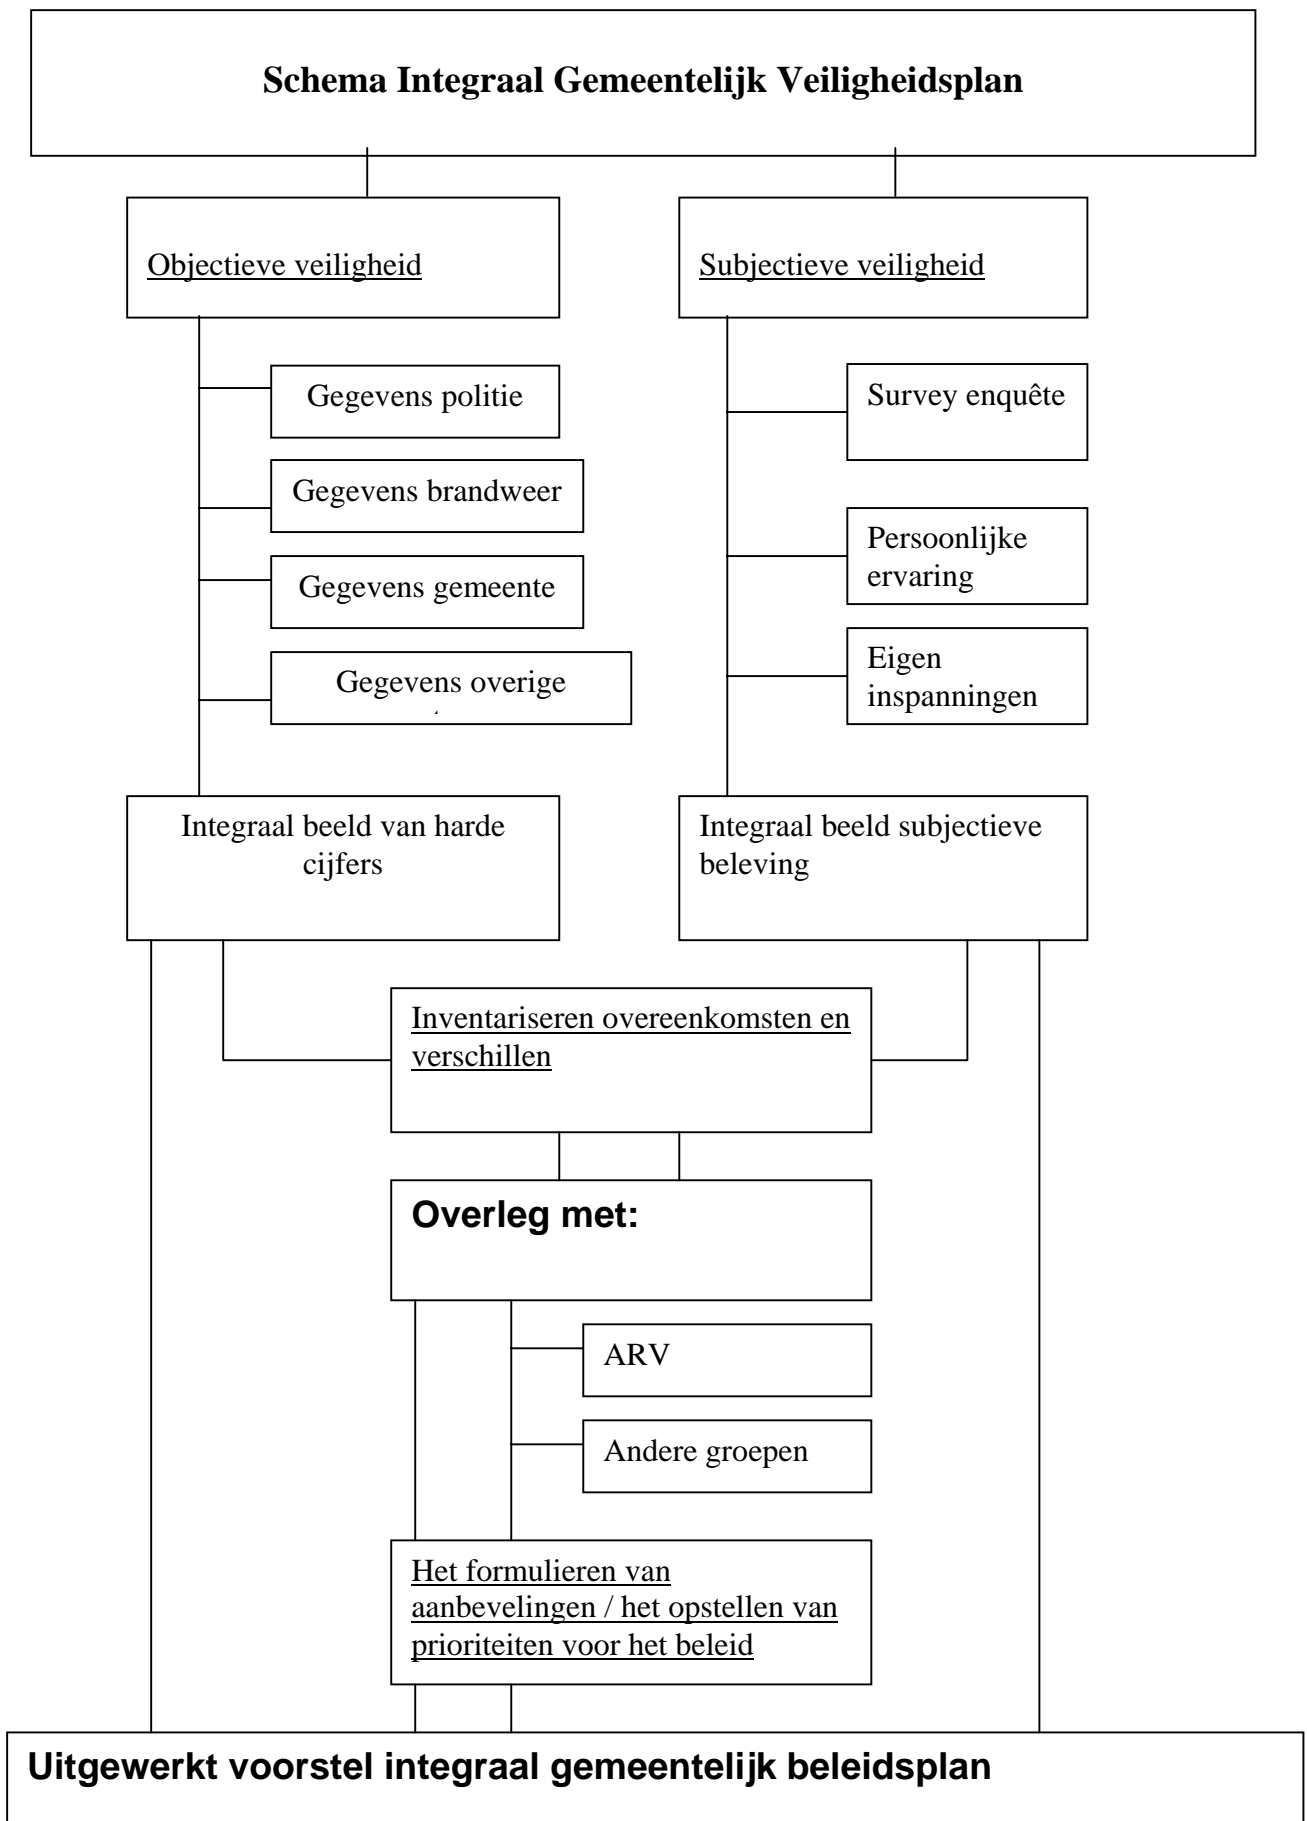 Schema Integraal Gemeentelijk Veiligheidsplan
Objectieve veiligheid
Subjectieve veiligheid
Gegevens politie
Survey enquête
Gegevens brandweer
Persoonlijke
ervaring
Gegevens gemeente
Eigen
inspanningen
Gegevens overige
Integraal beeld van harde
cijfers
Integraal beeld subjectieve
beleving
Inventariseren overeenkomsten en
verschillen
Overleg met:
ARV
Andere groepen
Het formulieren van
aanbevelingen / het opstellen van
prioriteiten voor het beleid
Uitgewerkt voorstel integraal gemeentelijk beleidsplan